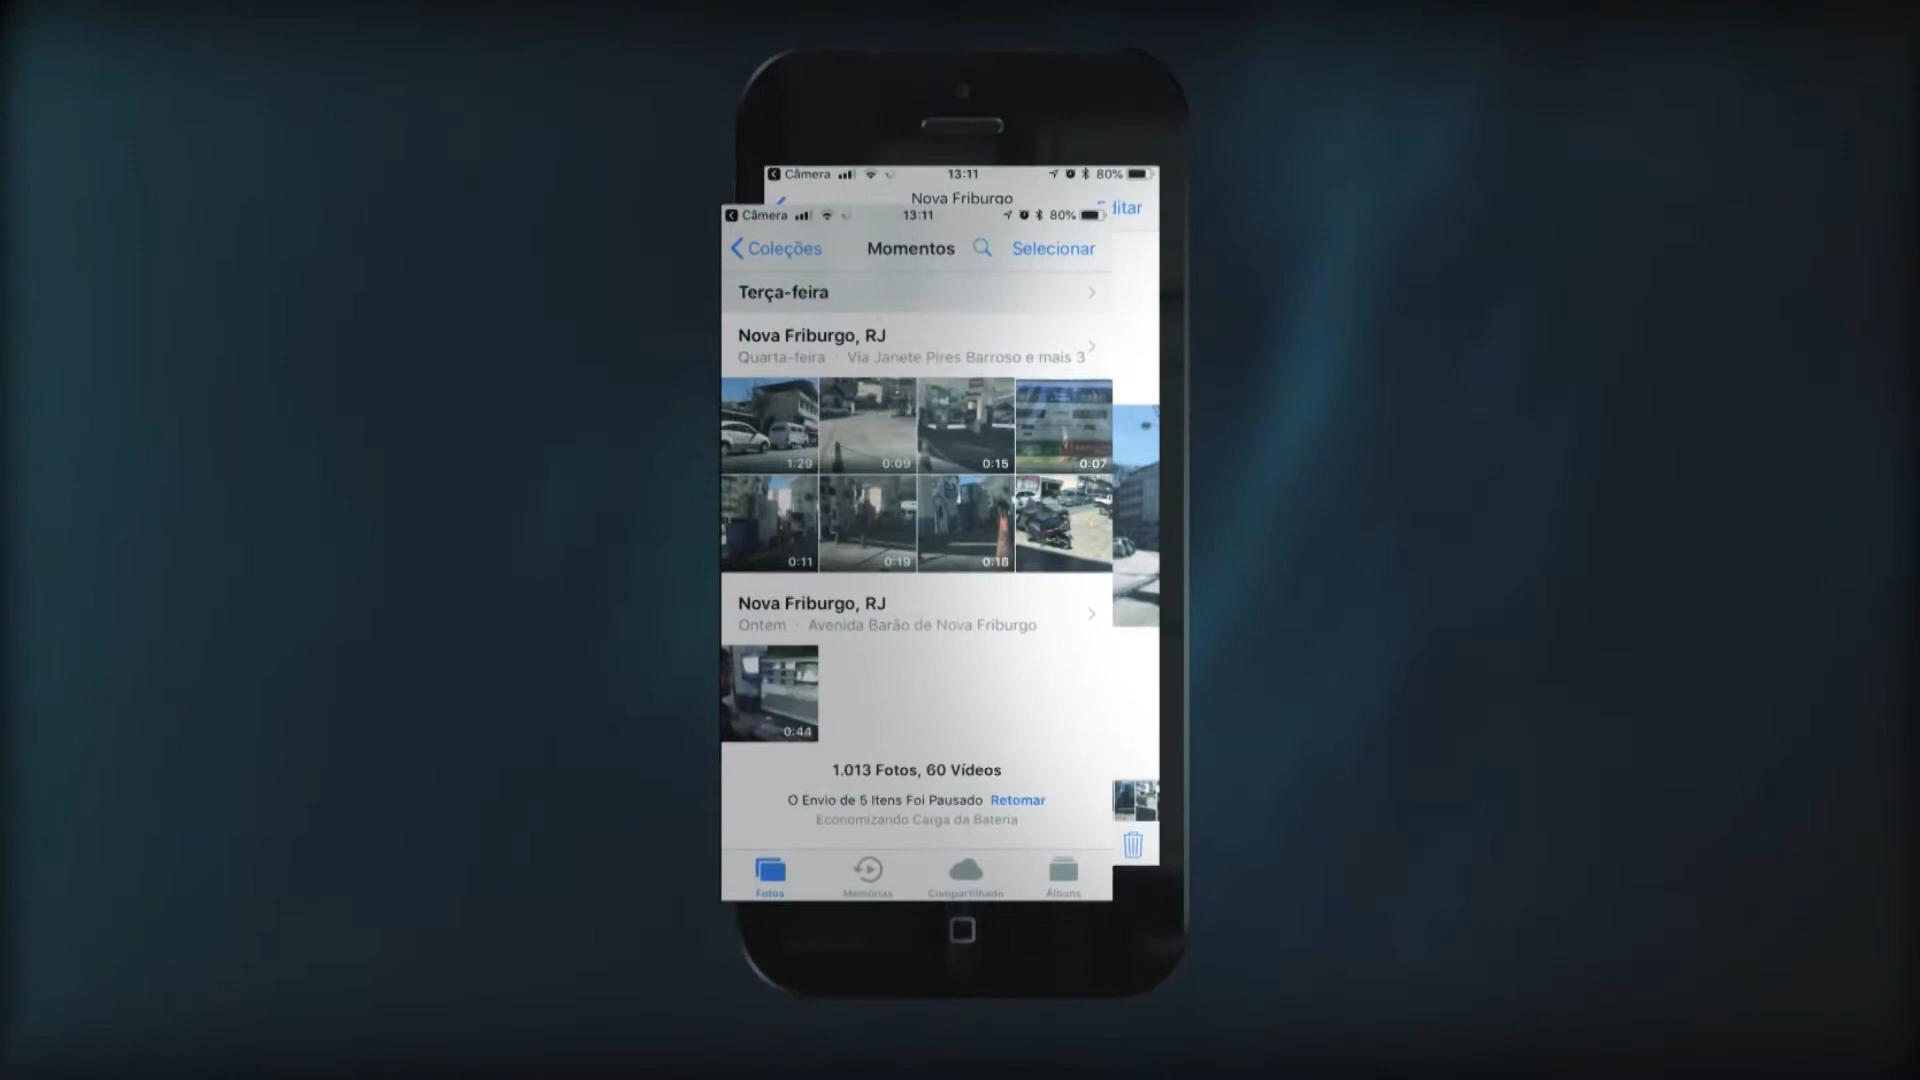 Câmera 13:11 80%
Nova Friburgo
Câmera 13:11 80%
Coleções Momentos Selecionar
Terça-feira
Nova Friburgo, RJ
Quarta-feira · Via Janete Pires Barroso e mais 3
1:29 0:09 0:15 0:07
0:11 0:19 0:18
Nova Friburgo, RJ
Ontem · Avenida Barão de Nova Friburgo
0:44
1.013 Fotos, 60 Vídeos
O Envio de 5 Itens Foi Pausado Retomar
Economizando Carga da Bateria
Fotos Memórias Compartilhado Álbuns